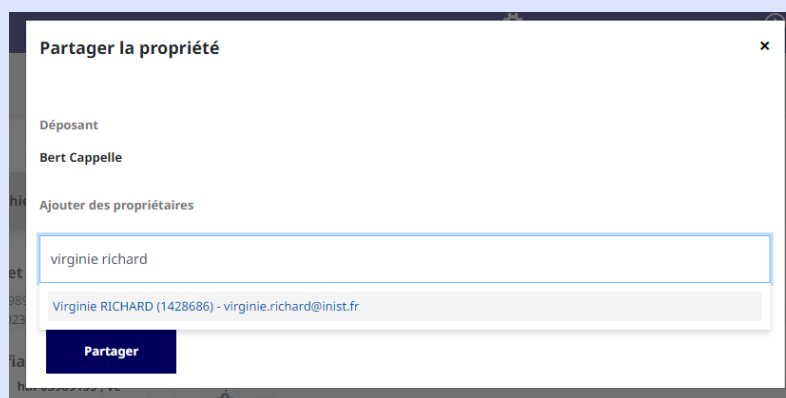 Partager la propriété
×
Déposant
Bert Cappelle
Ajouter des propriétaires
virginie richard
Virginie RICHARD (1428686) - virginie.richard@inist.fr
Partager